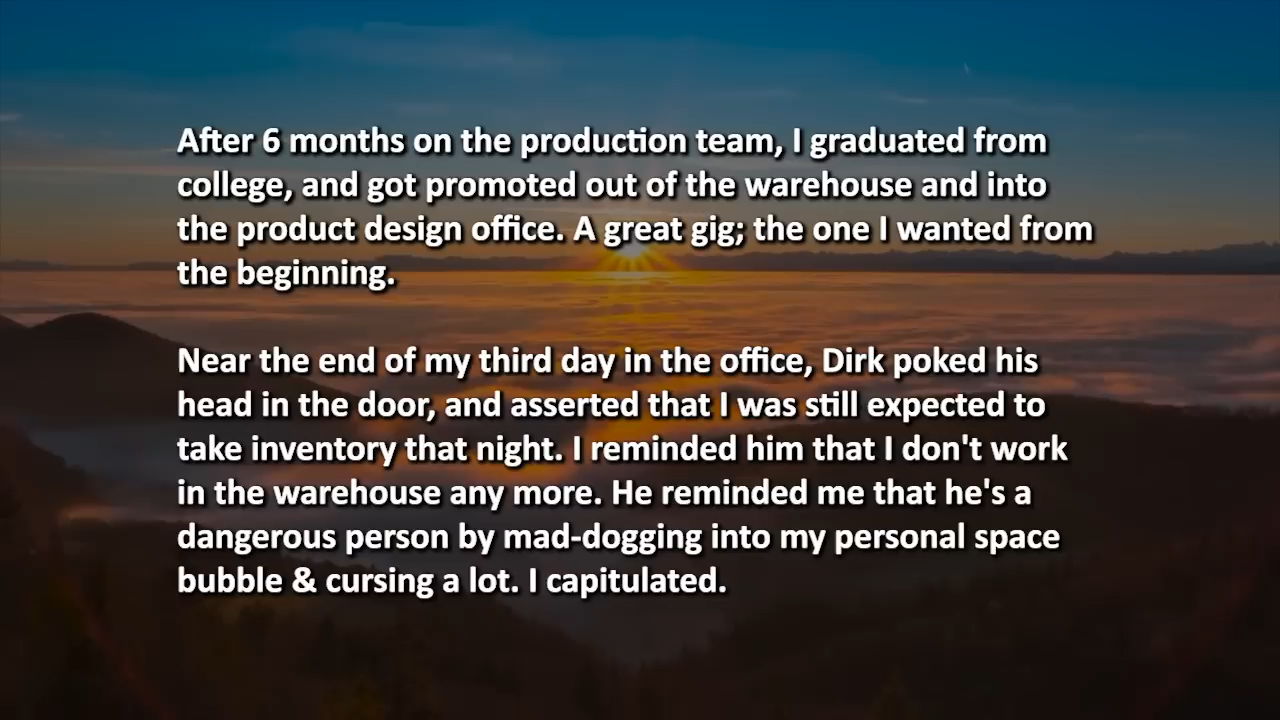 After 6 months on the production team, I graduated from
college, and got promoted out of the warehouse and into
the product design office. A great gig; the one I wanted from
the beginning.
Near the end of my third day in the office, Dirk poked his
head in the door, and asserted that I was still expected to
take inventory that night. I reminded him that I don't work
in the warehouse any more. He reminded me that he's a
dangerous person by mad-dogging into my personal space
bubble & cursing a lot. I capitulated.